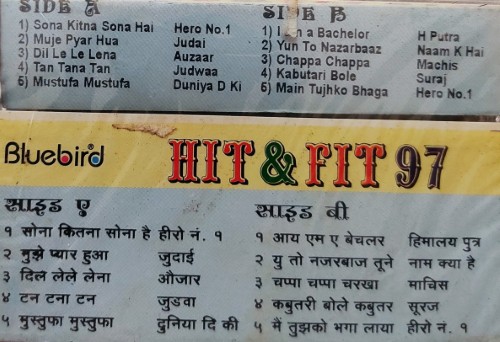 SIDE A
1) Sona Kitna Sona Hai Hero No.1
2) Muje Pyar Hua Judai
3) Dil Le Le Lena Auzaar
4) Tan Tana Tan Judwaa
5) Mustufa Mustufa Duniya D Ki
SIDE B
1) I am a Bachelor H Putra
2) Yun To Nazarbaaz Naam K Hai
3) Chappa Chappa Machis
4) Kabutari Bole Suraj
5) Main Tujhko Bhaga Hero No.1
Bluebird HIT & FIT 97
साइड ए
१ सोना कितना सोना है हीरो नं. १
२ मुझे प्यार हुआ जुदाई
३ दिल लेले लेना औजार
४ टन टना टन जुडवा
५ मुस्तुफा मुस्तुफा दुनिया दि की
साइड बी
१ आय एम ए बेचलर हिमालय पुत्र
२ यु तो नजरबाज तूने नाम क्या है
३ चप्पा चप्पा चरखा माचिस
४ कबुतरी बोले कबुतर सूरज
५ मैं तुझको भगा लाया हीरो नं. १